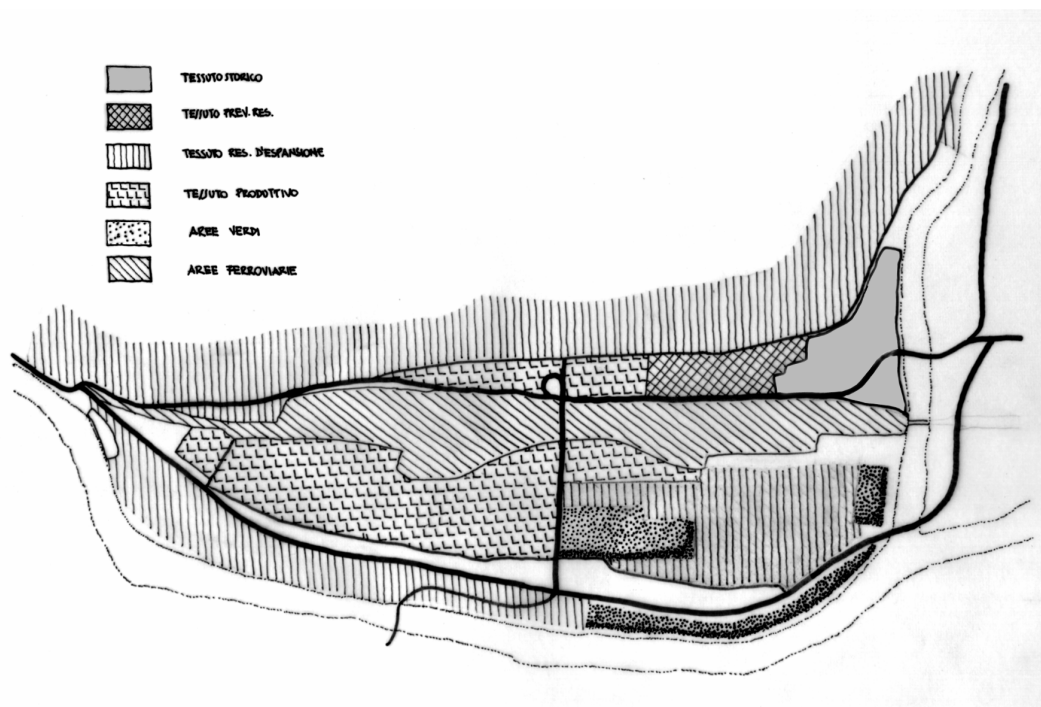 TESSUTO STORICO
TESSUTO PREV. RES.
TESSUTO RES. D'ESPANSIONE
TESSUTO PRODUTTIVO
AREE VERDI
AREE FERROVIARIE